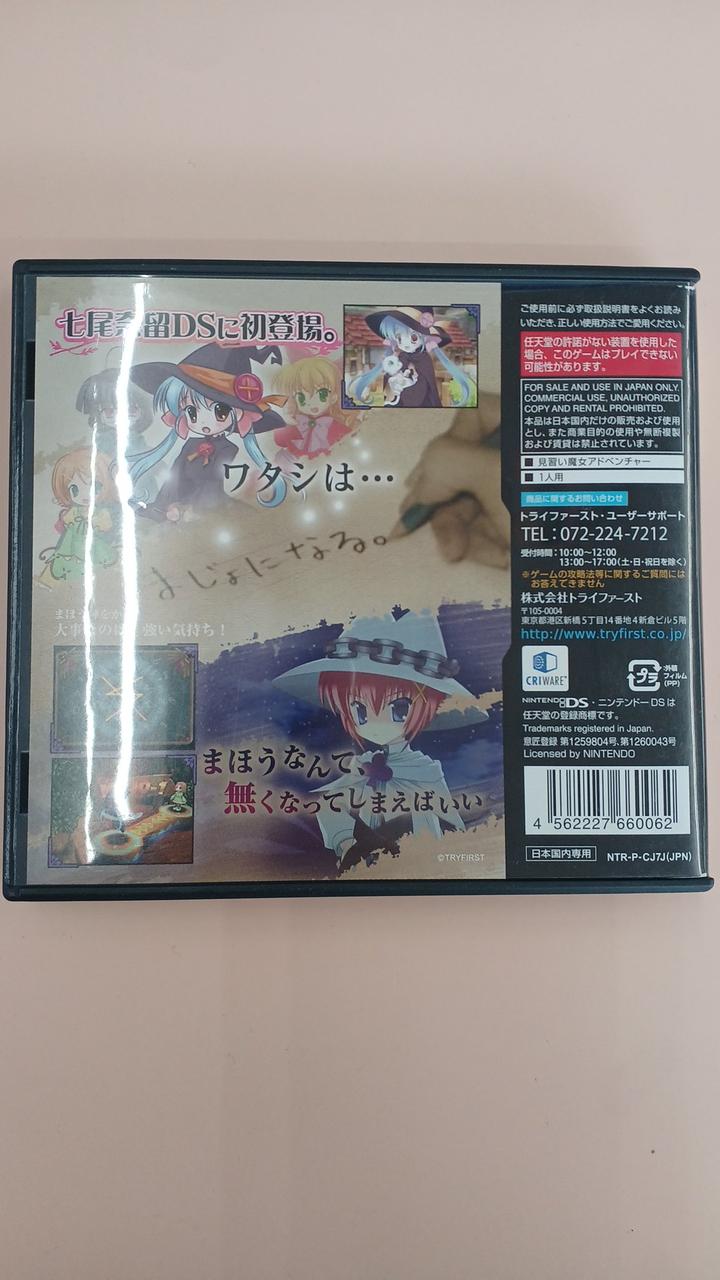 七尾奈留DSに初登場。
ワタシは…
まじょになる。
大事なのは、強い気持ち！
まほうなんて、
無くなってしまえばいい
©TRYFIRST
ご使用前に必ず取扱説明書をよくお読み
いただき、正しい使用方法でご愛用ください。
任天堂の許諾がない装置を使用した
場合、このゲームはプレイできない
可能性があります。
FOR SALE AND USE IN JAPAN ONLY.
COMMERCIAL USE, UNAUTHORIZED
COPY AND RENTAL PROHIBITED.
本品は日本国内だけの販売および使用
とし、また商業目的の使用や無断複製
および賃貸は禁止されています。
■ 見習い魔女アドベンチャー
■ 1人用
商品に関するお問い合わせ
トライファースト・ユーザーサポート
TEL：072-224-7212
受付時間：10:00〜12:00
13:00〜17:00(土・日・祝日を除く)
※ゲームの攻略法等に関するご質問には
お答えできません
株式会社トライファースト
〒105-0004
東京都港区新橋5丁目14番地4新倉ビル5階
http://www.tryfirst.co.jp/
CRIWARE
プラ
外箱
フィルム
(PP)
NINTENDO DS・ニンテンドーDSは
任天堂の登録商標です。
Trademarks registered in Japan.
意匠登録 第1259804号、第1260043号
Licensed by NINTENDO
4 562227 660062
日本国内専用
NTR-P-CJ7J(JPN)